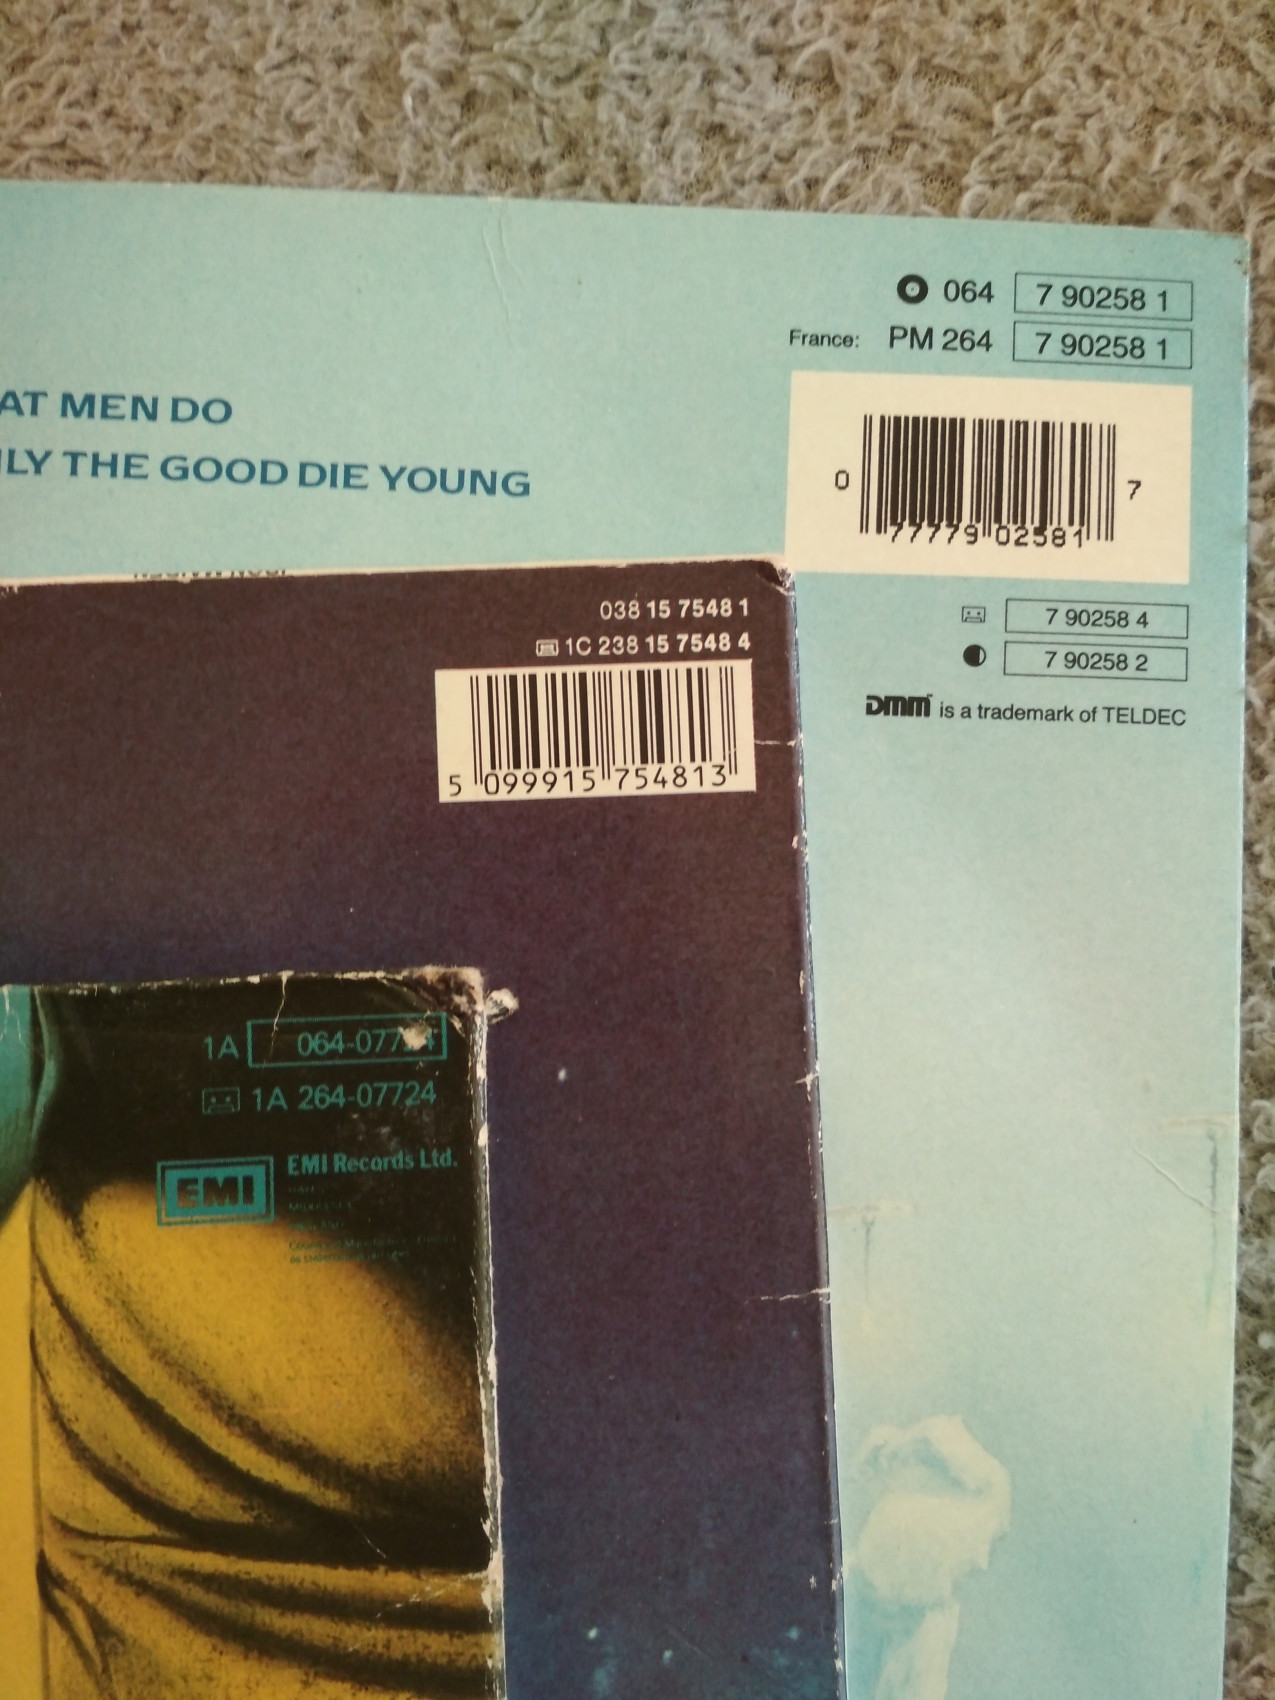 064 7 90258 1
France: PM 264 7 90258 1
AT MEN DO
LY THE GOOD DIE YOUNG
0 77779 02581 7
7 90258 4
7 90258 2
DMM is a trademark of TELDEC
038 15 7548 1
1C 238 15 7548 4
5 099915 754813
1A 064-07724
1A 264-07724
EMI
EMI Records Ltd.